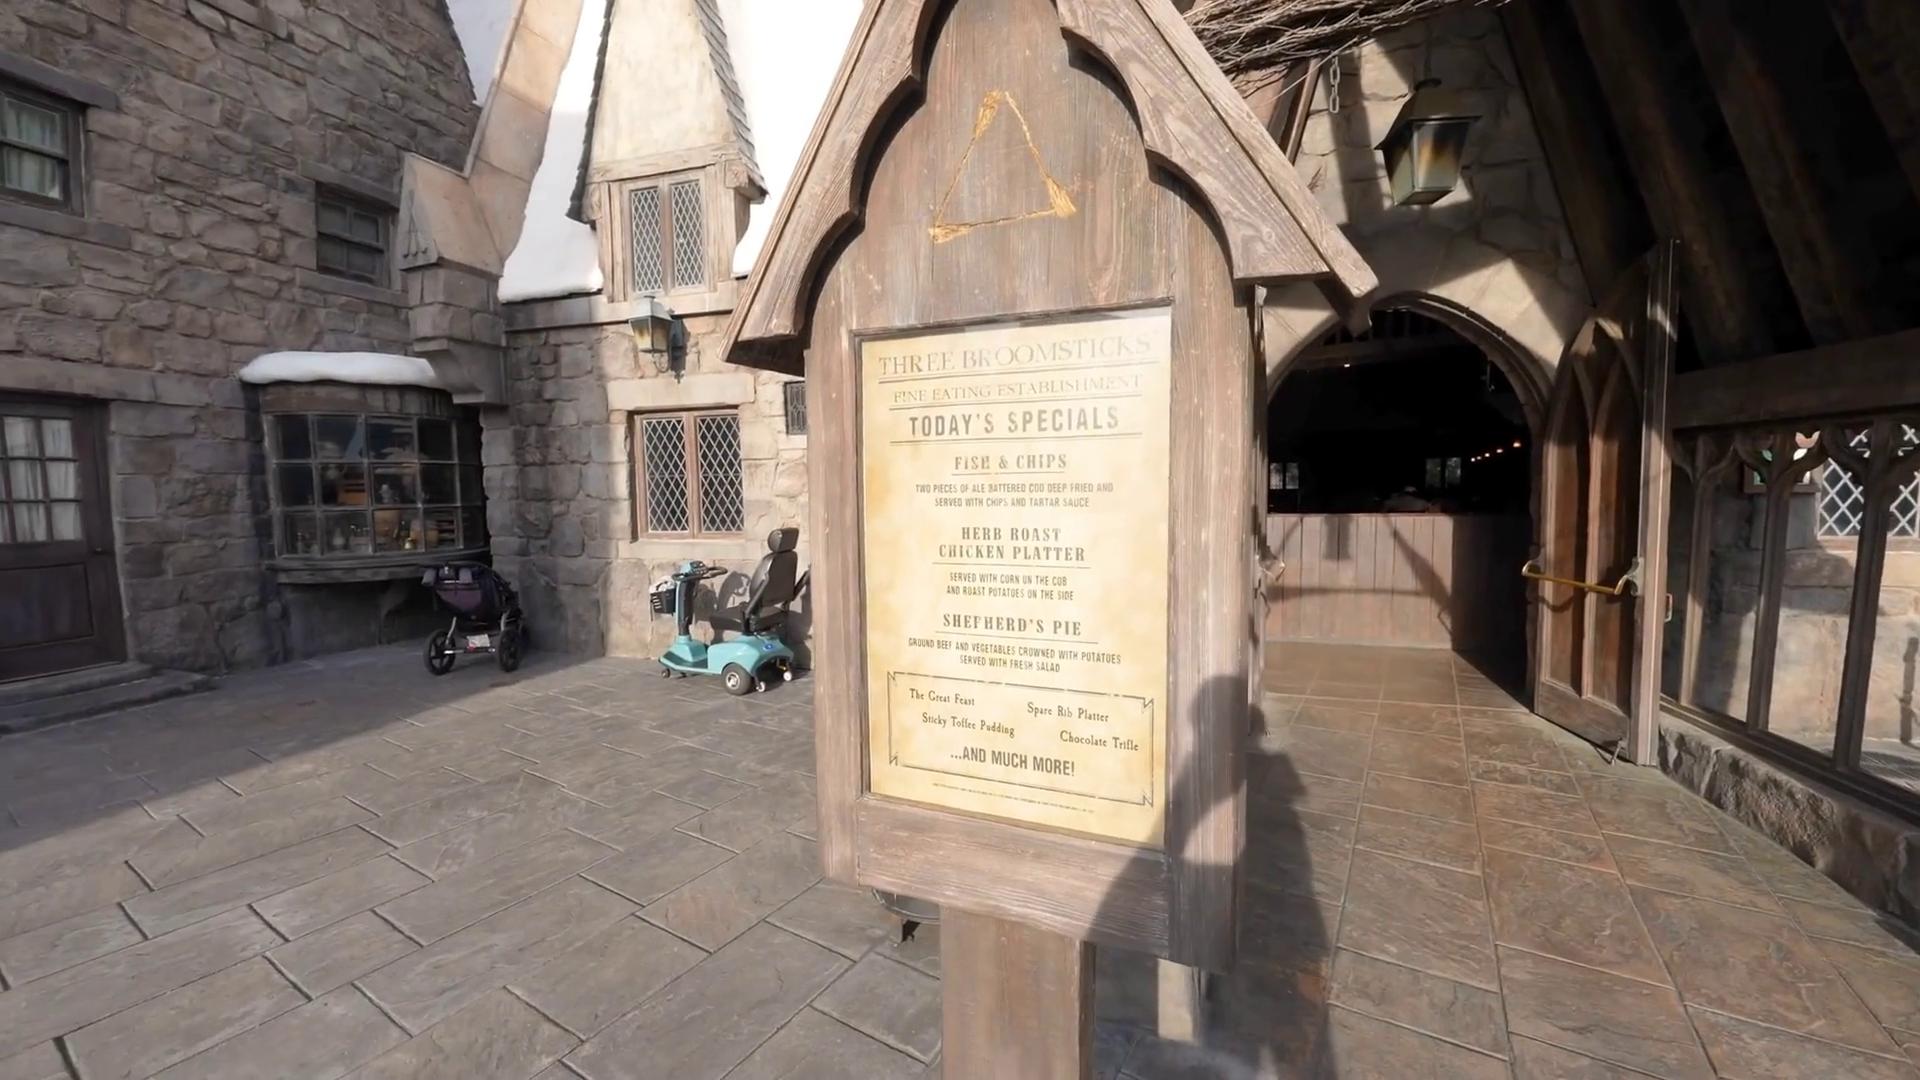 THREE BROOMSTICKS
FINE EATING ESTABLISHMENT
TODAY'S SPECIALS
FISH & CHIPS
TWO PIECES OF ALE BATTERED COD DEEP FRIED AND
SERVED WITH CHIPS AND TARTAR SAUCE
HERB ROAST
CHICKEN PLATTER
SERVED WITH CORN ON THE COB
AND ROAST POTATOES ON THE SIDE
SHEPHERD'S PIE
GROUND BEEF AND VEGETABLES CROWNED WITH POTATOES
SERVED WITH FRESH SALAD
The Great Feast
Spare Rib Platter
Sticky Toffee Pudding
Chocolate Trifle
...AND MUCH MORE!